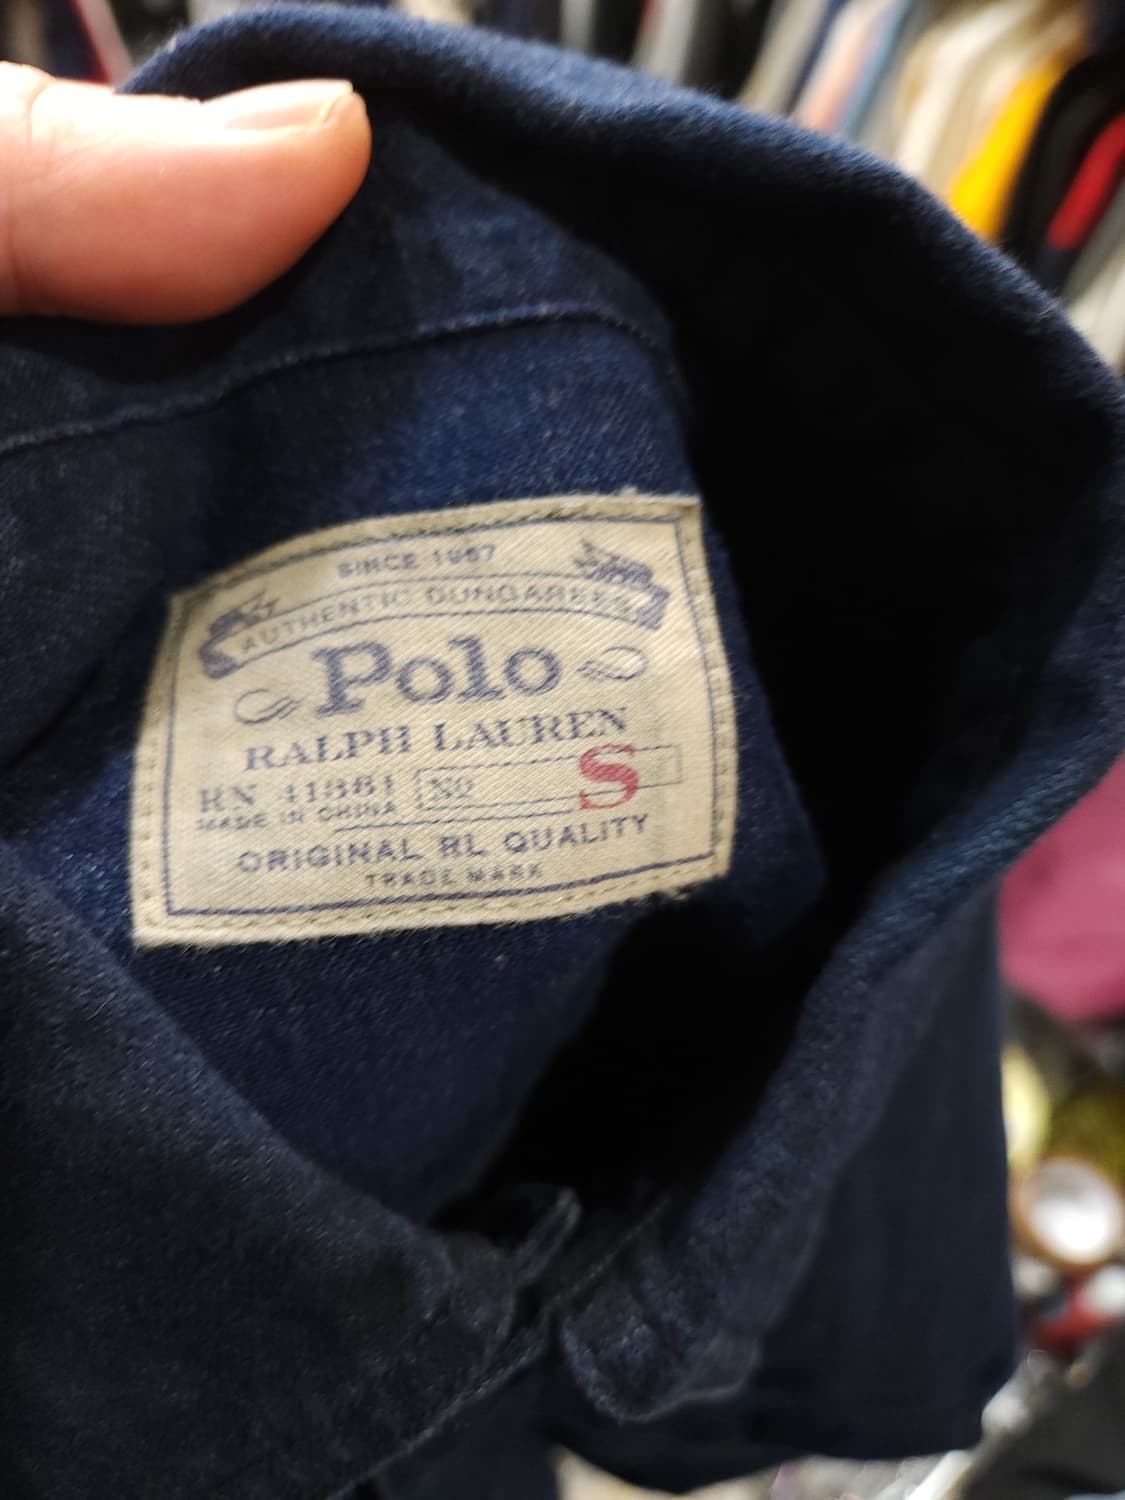 SINCE 1967
AUTHENTIC DUNGAREES
Polo
RALPH LAUREN
RN 41381 No S
MADE IN CHINA
ORIGINAL RL QUALITY
TRADE MARK